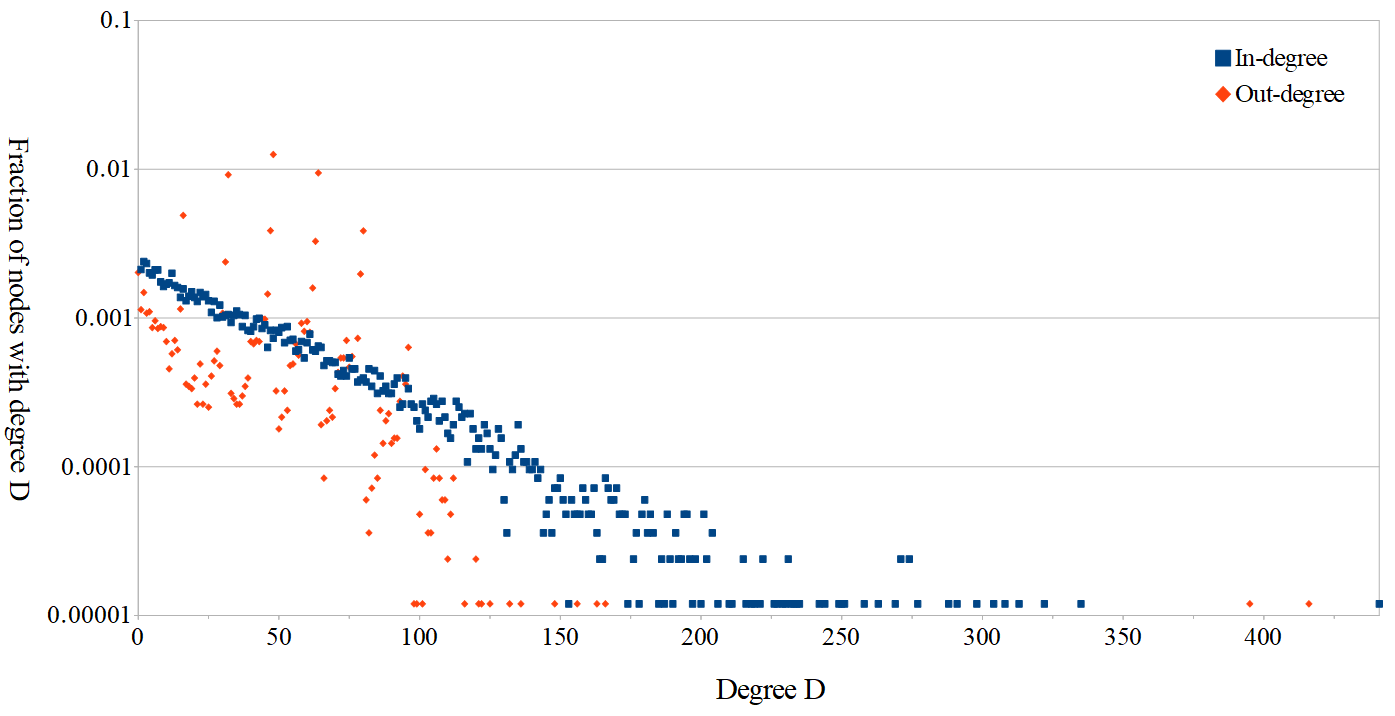 0.1
0.01
0.001
0.0001
0.00001
Fraction of nodes with degree D
In-degree
Out-degree
0 50 100 150 200 250 300 350 400
Degree D